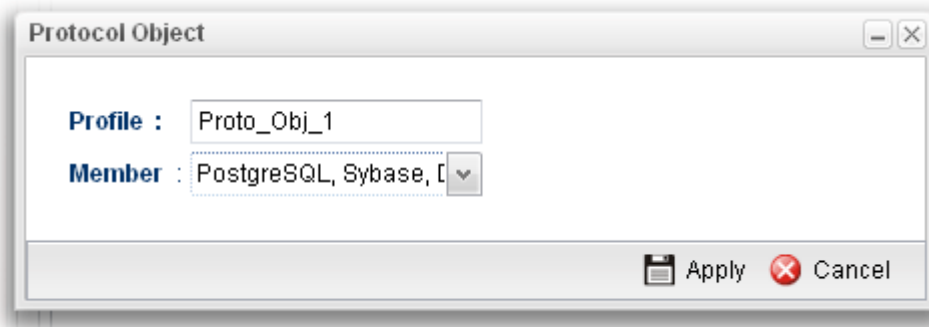 Protocol Object
Profile : Proto_Obj_1
Member : PostgreSQL, Sybase,
Apply Cancel